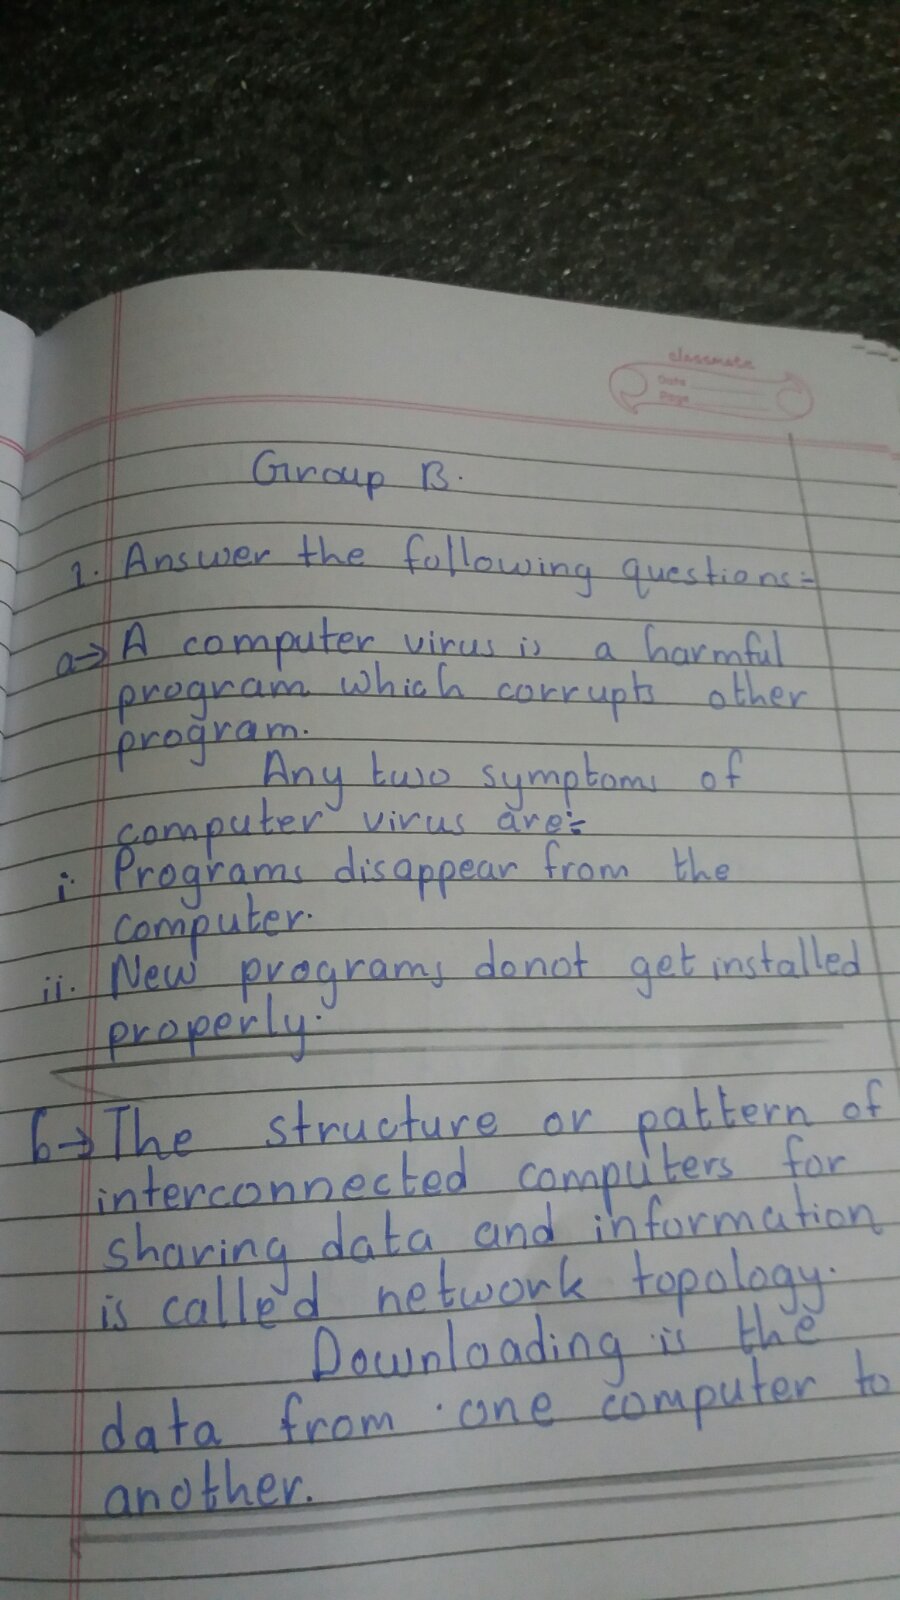 classmate
Date
Page
Group B.
1. Answer the following questions:-
a→ A computer virus is a harmful
program which corrupts other
program.
Any two symptoms of
computer virus are:-
i. Programs disappear from the
computer.
ii. New programs donot get installed
properly.
b→ The structure or pattern of
interconnected computers for
sharing data and information
is called network topology.
Downloading is the
data from one computer to
another.